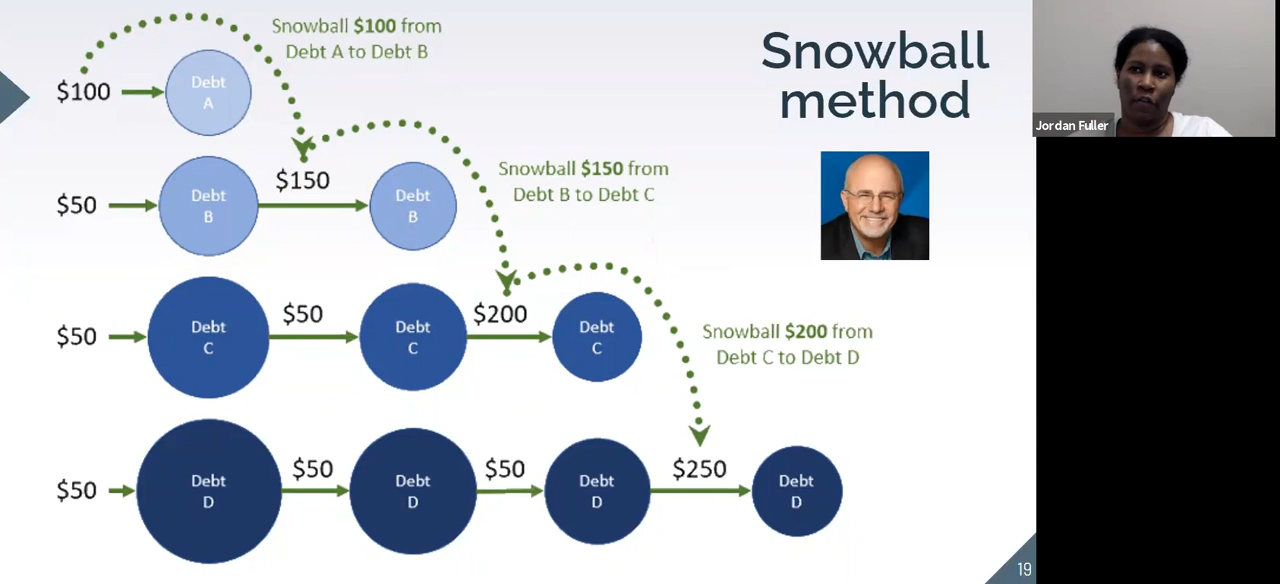 Snowball
method
Snowball $100 from
Debt A to Debt B
$100
Debt
A
$50
Debt
B
$150
Debt
B
Snowball $150 from
Debt B to Debt C
$50
Debt
C
$50
Debt
C
$200
Debt
C
Snowball $200 from
Debt C to Debt D
$50
Debt
D
$50
Debt
D
$50
Debt
D
$250
Debt
D
19
Jordan Fuller